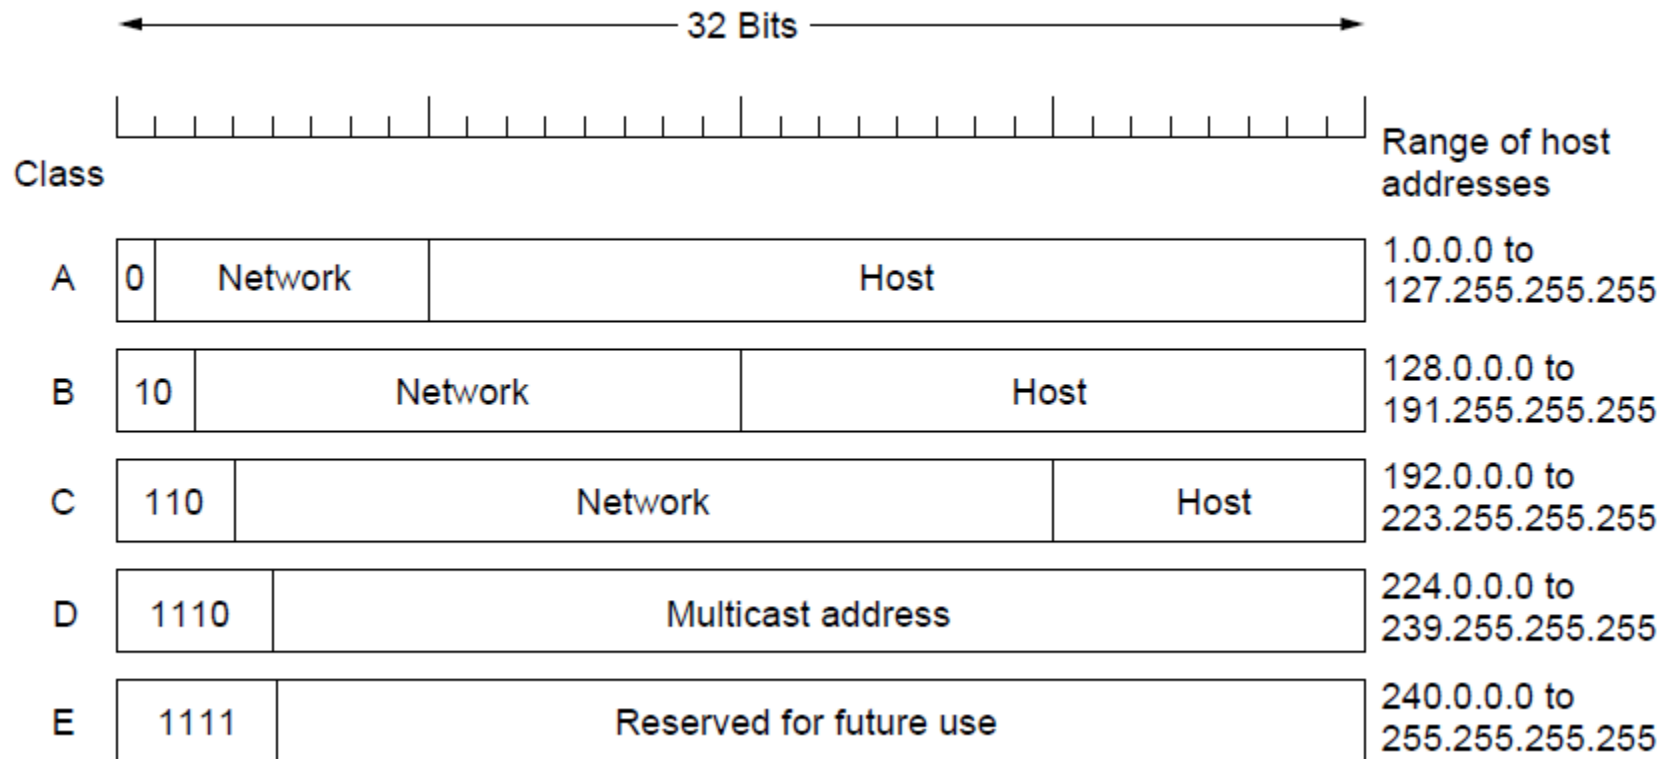 32 Bits
Range of host
addresses
Class
A 0 Network Host 1.0.0.0 to
127.255.255.255
B 10 Network Host 128.0.0.0 to
191.255.255.255
C 110 Network Host 192.0.0.0 to
223.255.255.255
D 1110 Multicast address 224.0.0.0 to
239.255.255.255
E 1111 Reserved for future use 240.0.0.0 to
255.255.255.255